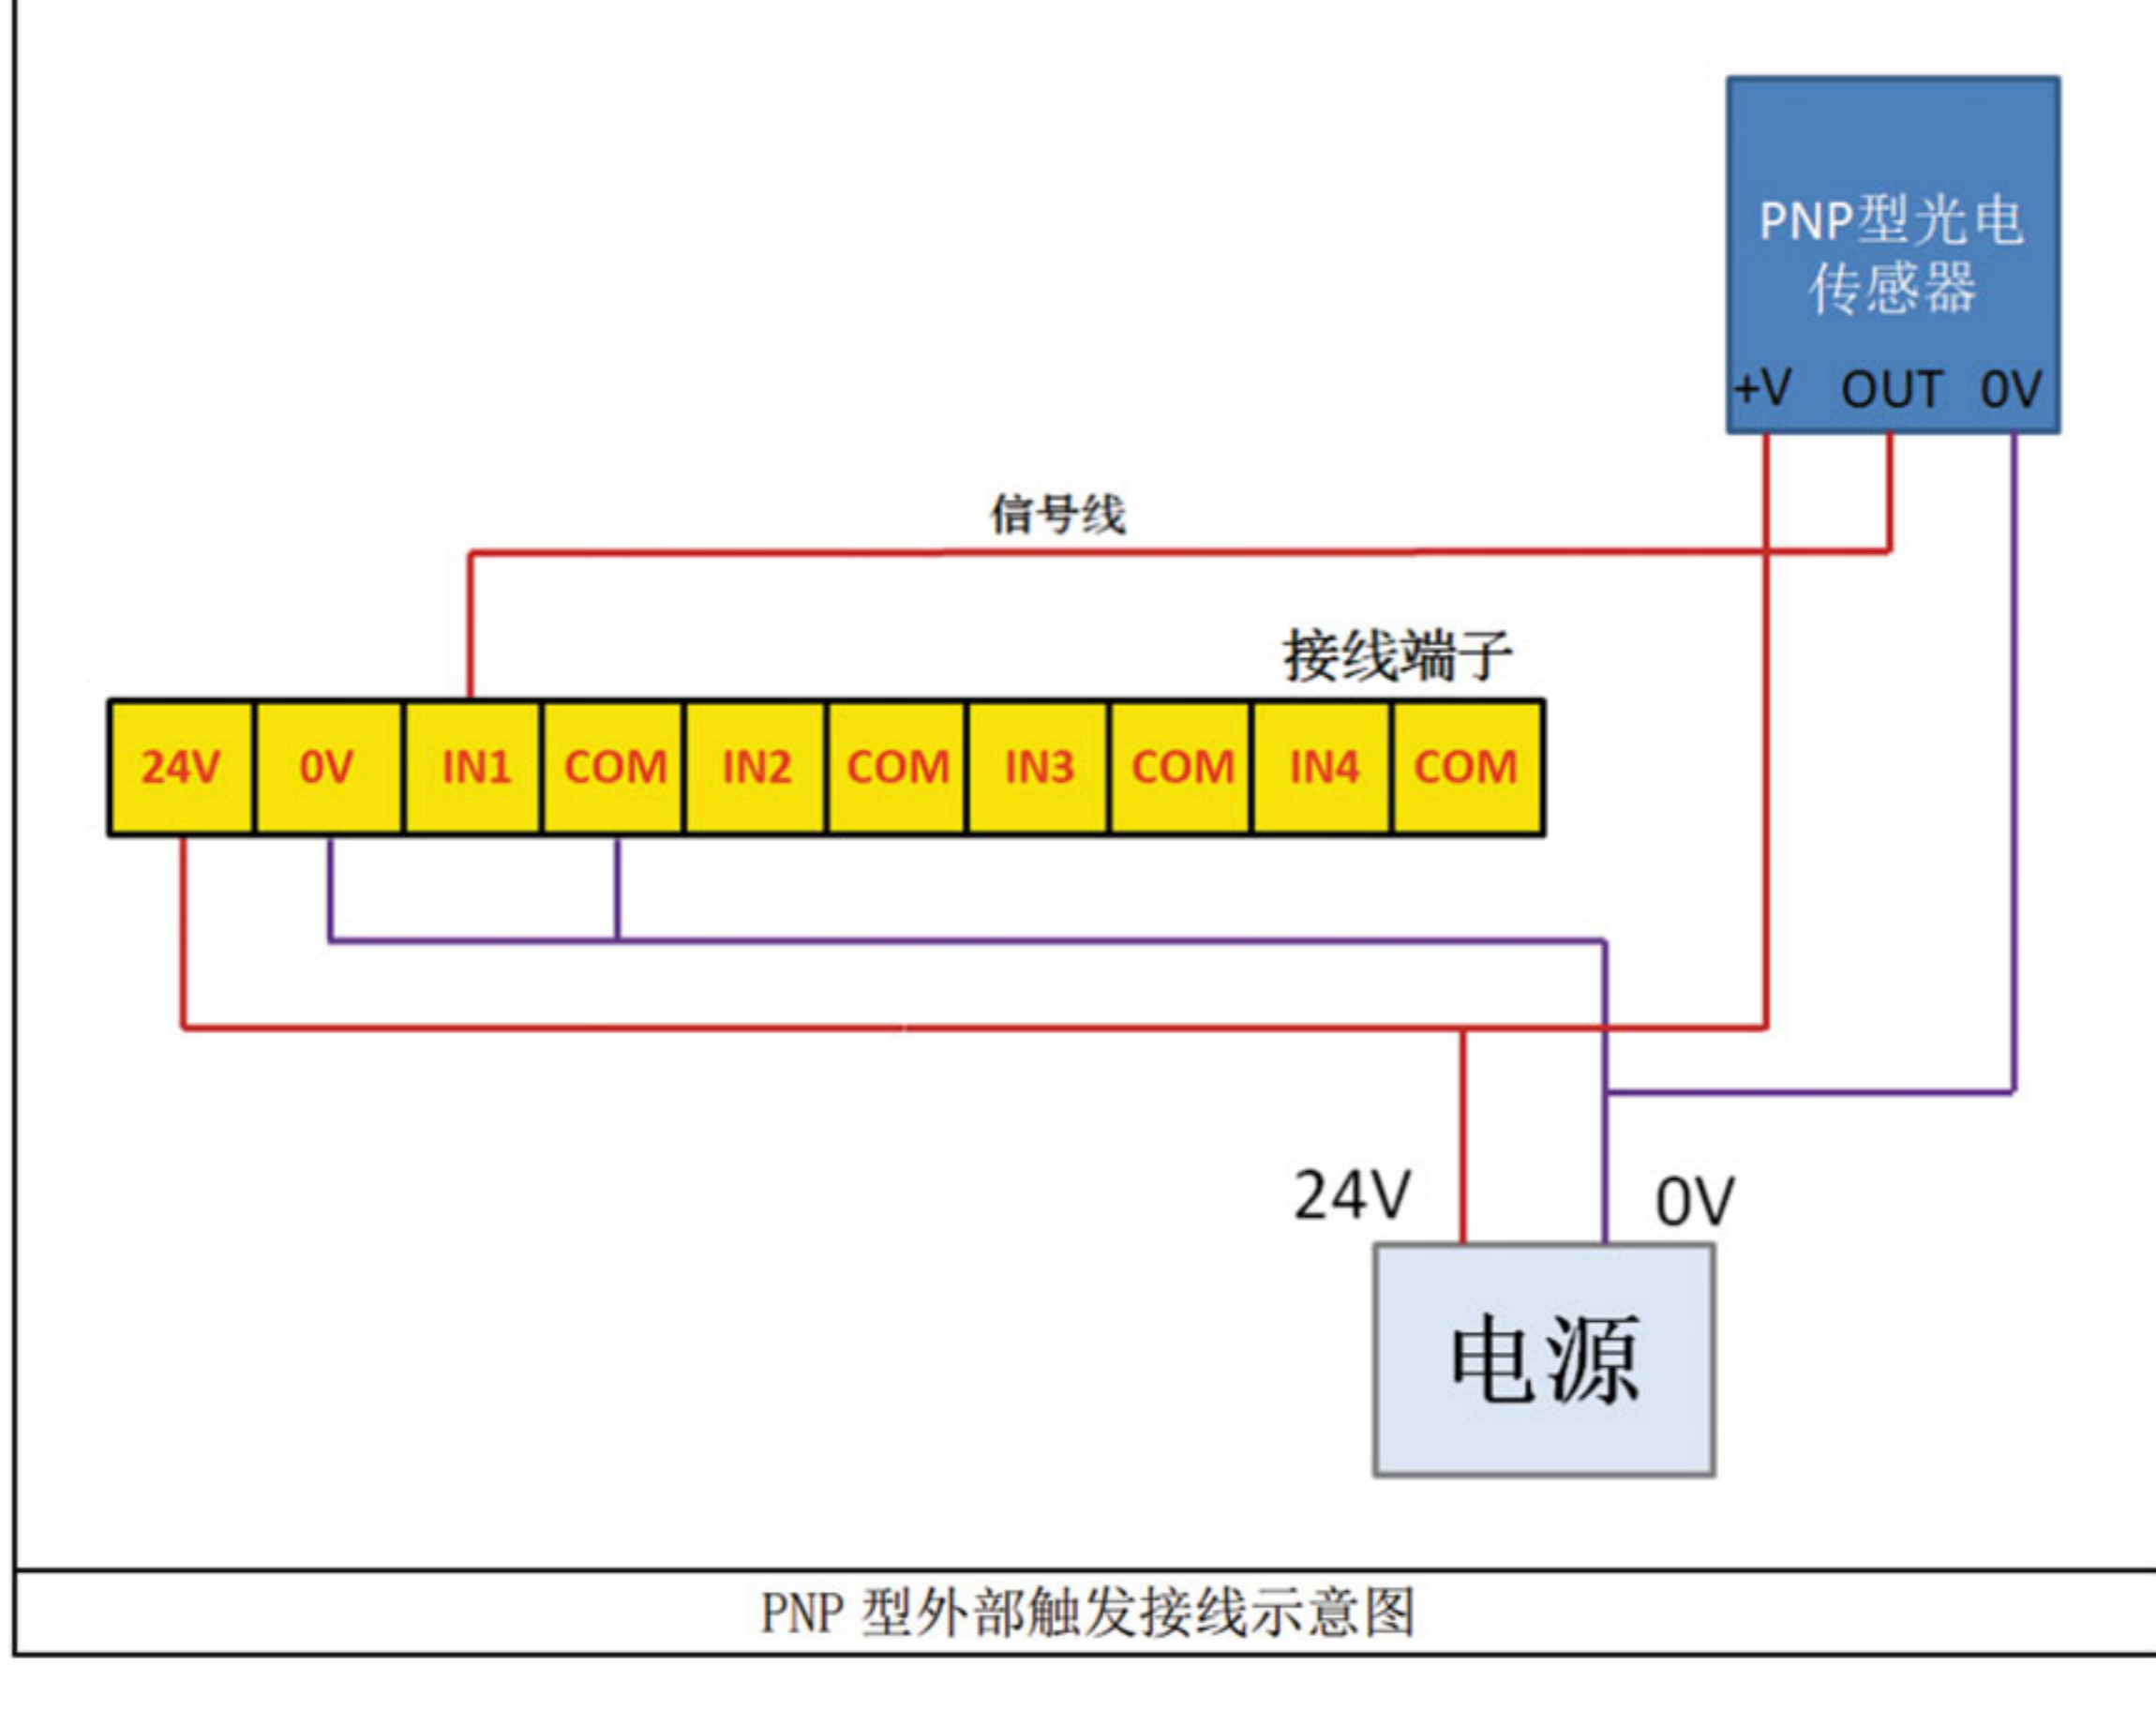 PNP型光电
传感器
+V OUT 0V
信号线
接线端子
24V 0V IN1 COM IN2 COM IN3 COM IN4 COM
24V 0V
电源
PNP 型外部触发接线示意图